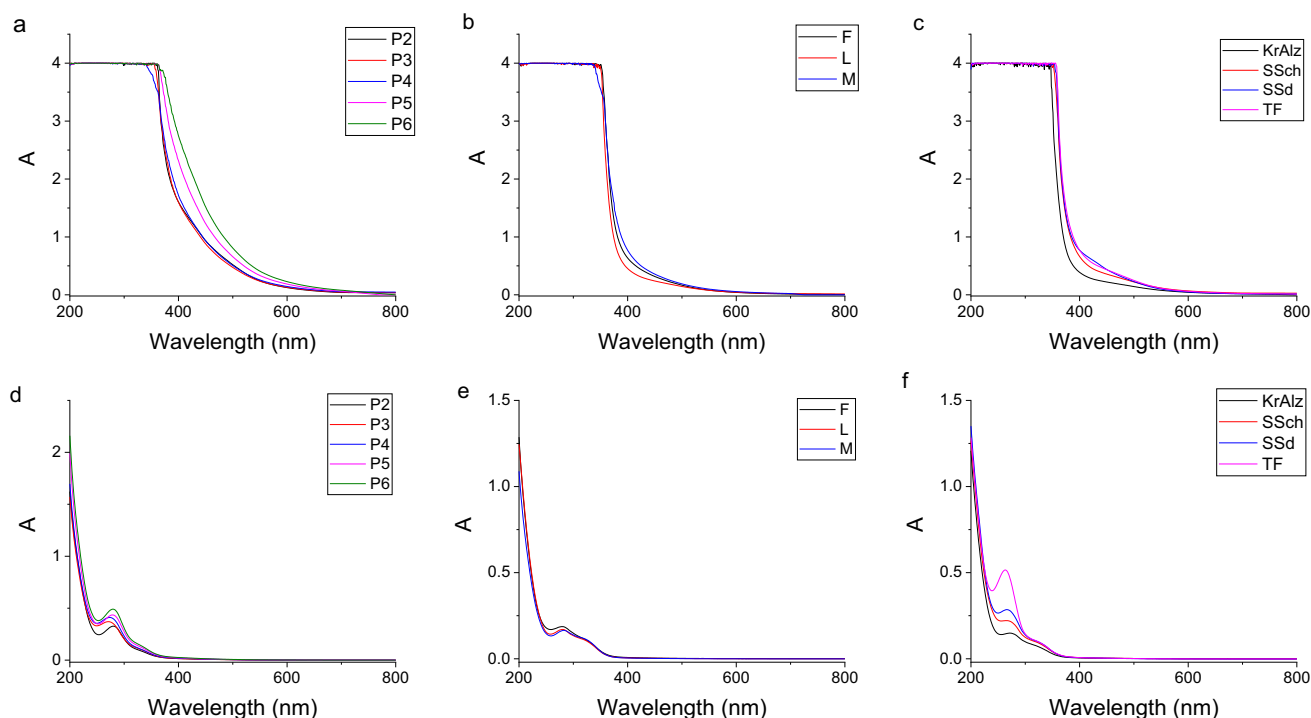 a
P2
P3
P4
P5
P6
4
3
2
1
0
A
200 400 600 800
Wavelength (nm)
b
F
L
M
4
3
2
1
0
A
200 400 600 800
Wavelength (nm)
c
KrAlz
SSch
SSd
TF
4
3
2
1
0
A
200 400 600 800
Wavelength (nm)
d
P2
P3
P4
P5
P6
2
1
0
A
200 400 600 800
Wavelength (nm)
e
F
L
M
1.5
1.0
0.5
0.0
A
200 400 600 800
Wavelength (nm)
f
KrAlz
SSch
SSd
TF
1.5
1.0
0.5
0.0
A
200 400 600 800
Wavelength (nm)